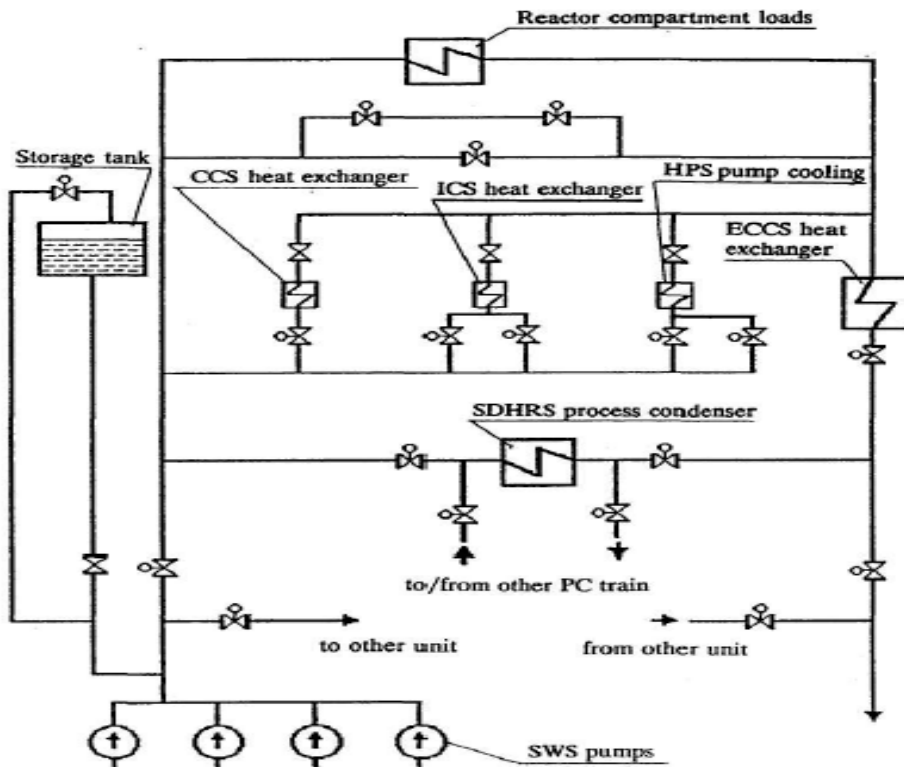 Reactor compartment loads
Storage tank
CCS heat exchanger
ICS heat exchanger
HPS pump cooling
ECCS heat
exchanger
SDHRS process condenser
to/from other PC train
to other unit
from other unit
SWS pumps